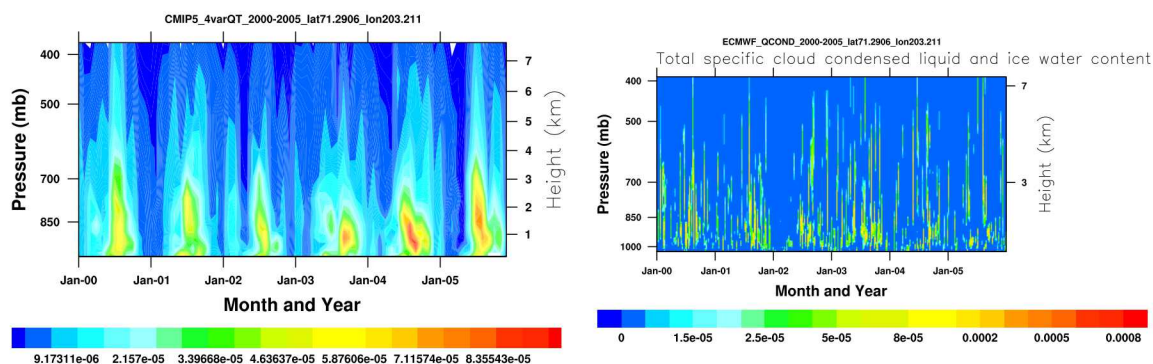 CMIP5_4varQT_2000-2005_lat71.2906_lon203.211
400
500
700
850
Pressure (mb)
7
6
5
4
3
2
1
Height (km)
Jan-00 Jan-01 Jan-02 Jan-03 Jan-04 Jan-05
Month and Year
9.17311e-06 2.157e-05 3.39668e-05 4.63637e-05 5.87606e-05 7.11574e-05 8.35543e-05
ECMWF_QCOND_2000-2005_lat71.2906_lon203.211
Total specific cloud condensed liquid and ice water content
400
500
700
850
1000
Pressure (mb)
7
3
Height (km)
Jan-00 Jan-01 Jan-02 Jan-03 Jan-04 Jan-05
Month and Year
0 1.5e-05 2.5e-05 5e-05 8e-05 0.0002 0.0005 0.0008